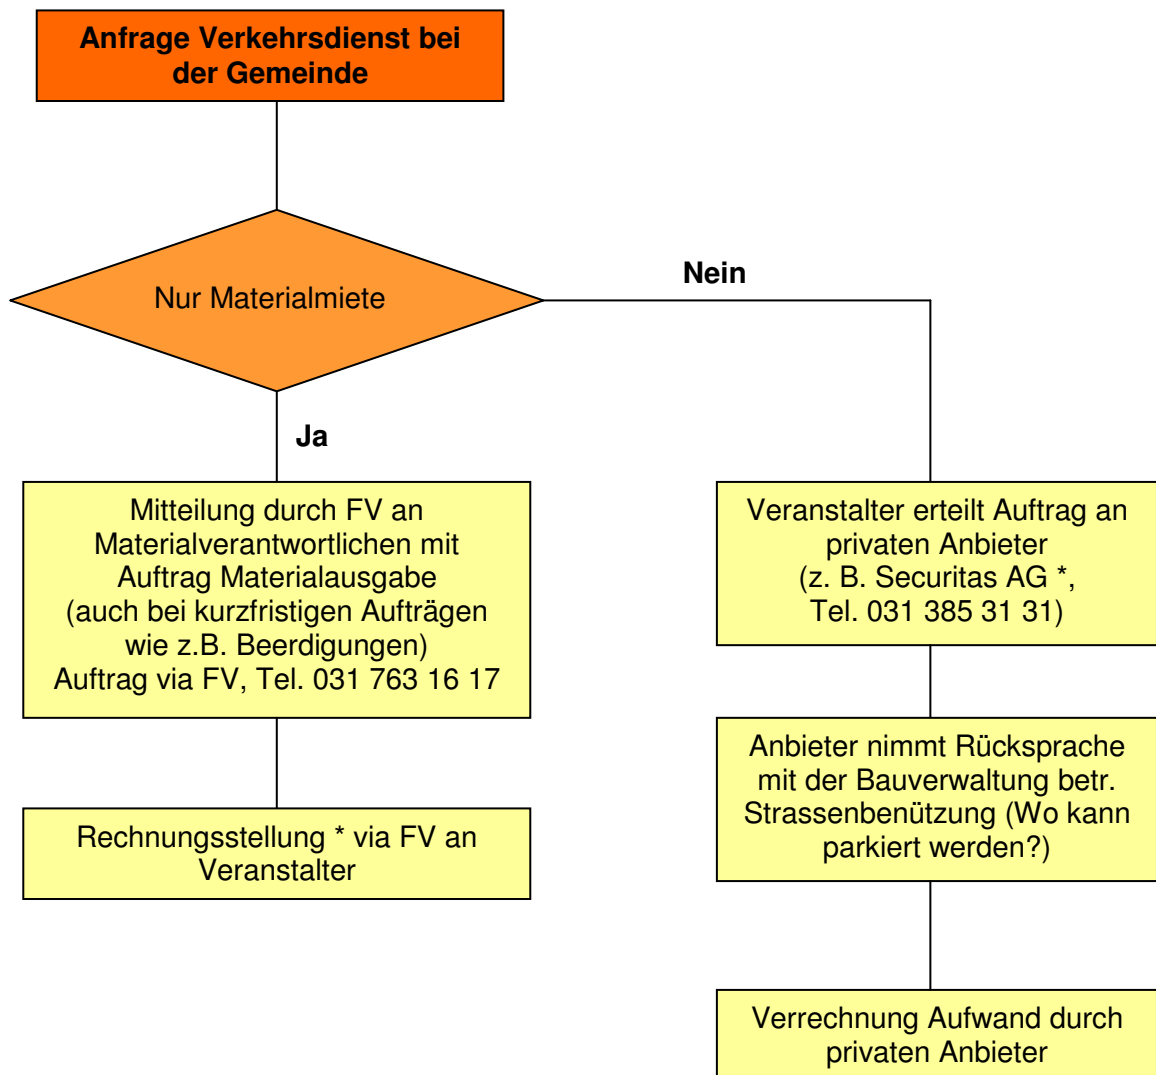 Anfrage Verkehrsdienst bei
der Gemeinde
Nur Materialmiete
Nein
Ja
Mitteilung durch FV an
Materialverantwortlichen mit
Auftrag Materialausgabe
(auch bei kurzfristigen Aufträgen
wie z.B. Beerdigungen)
Auftrag via FV, Tel. 031 763 16 17
Rechnungsstellung * via FV an
Veranstalter
Veranstalter erteilt Auftrag an
privaten Anbieter
(z. B. Securitas AG *,
Tel. 031 385 31 31)
Anbieter nimmt Rücksprache
mit der Bauverwaltung betr.
Strassenbenützung (Wo kann
parkiert werden?)
Verrechnung Aufwand durch
privaten Anbieter